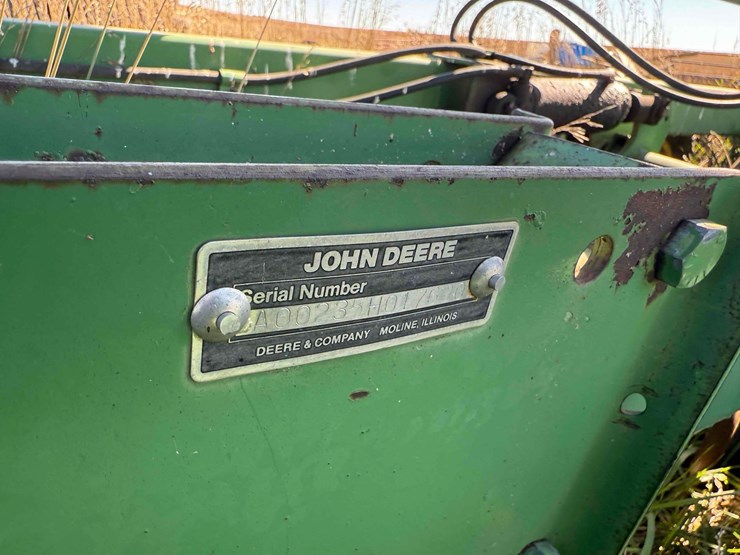 JOHN DEERE
Serial Number
DEERE & COMPANY MOLINE, ILLINOIS